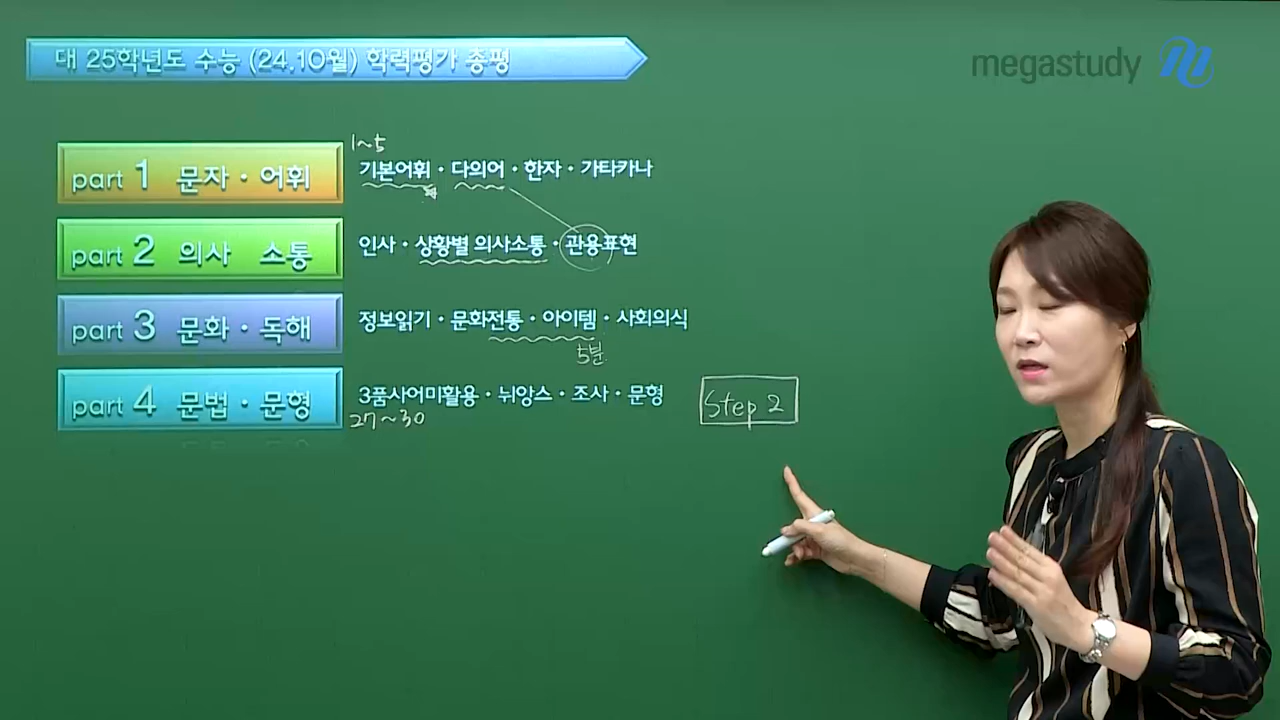 대 25학년도 수능 (24.10월) 학력평가 총평
megastudy
1~5
part 1 문자·어휘
기본어휘·다의어·한자·가타카나
part 2 의사 소통
인사·상황별 의사소통·관용표현
part 3 문화·독해
정보읽기·문화전통·아이템·사회의식
5분
part 4 문법·문형
3품사어미활용·뉘앙스·조사·문형
27~30
Step 2